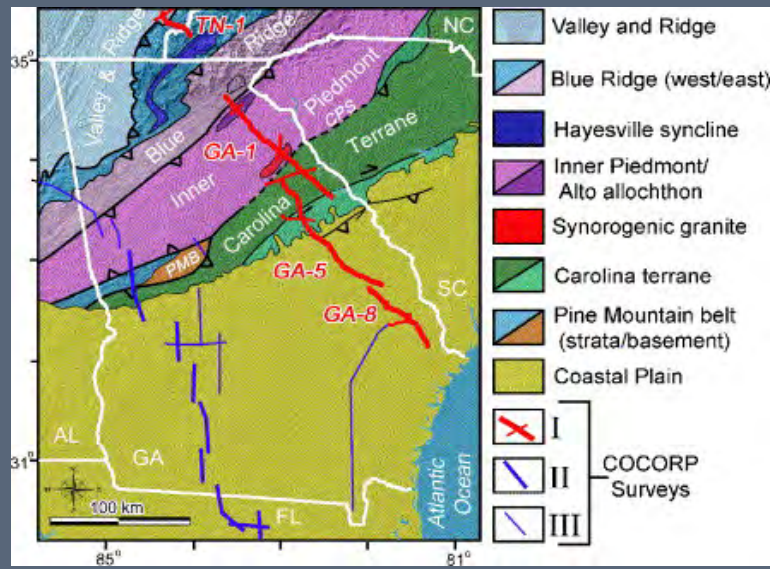 TN-1
NC
35°
Valley & Ridge
Blue Ridge
Piedmont
CPS
Terrane
GA-1
Inner
Carolina
PMB
GA-5
SC
GA-8
AL
GA
31°
100 km
FL
Atlantic
Ocean
85°
81°
Valley and Ridge
Blue Ridge (west/east)
Hayesville syncline
Inner Piedmont/
Alto allochthon
Synorogenic granite
Carolina terrane
Pine Mountain belt
(strata/basement)
Coastal Plain
I
II
III
COCORP
Surveys